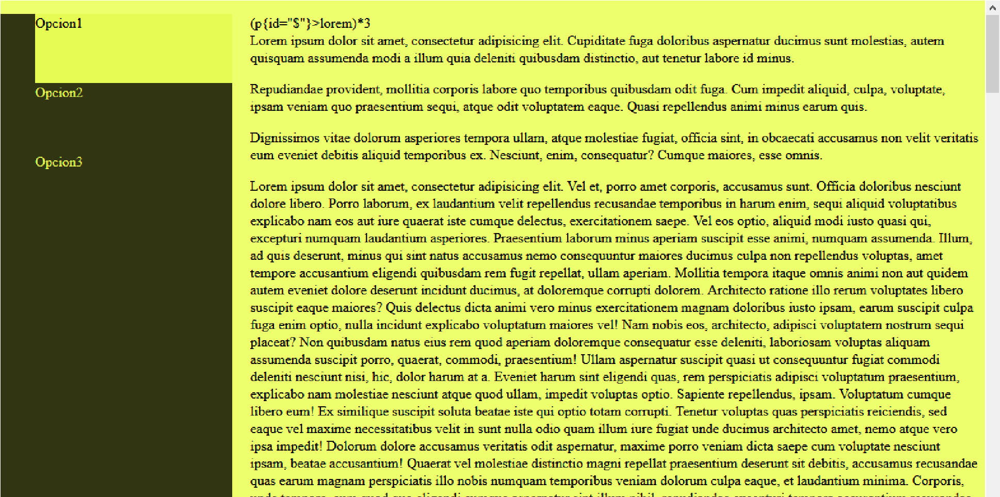 Opcion1
Opcion2
Opcion3
(p{id="$"}>lorem)*3
Lorem ipsum dolor sit amet, consectetur adipisicing elit. Cupiditate fuga doloribus aspernatur ducimus sunt molestias, autem
quisquam assumenda modi a illum quia deleniti quibusdam distinctio, aut tenetur labore id minus.
Repudiandae provident, mollitia corporis labore quo temporibus quibusdam odit fuga. Cum impedit aliquid, culpa, voluptate,
ipsam veniam quo praesentium sequi, atque odit voluptatem eaque. Quasi repellendus animi minus earum quis.
Dignissimos vitae dolorum asperiores tempora ullam, atque molestiae fugiat, officia sint, in obcaecati accusamus non velit veritatis
eum eveniet debitis aliquid temporibus ex. Nesciunt, enim, consequatur? Cumque maiores, esse omnis.
Lorem ipsum dolor sit amet, consectetur adipisicing elit. Vel et, porro amet corporis, accusamus sunt. Officia doloribus nesciunt
dolore libero. Porro laborum, ex laudantium velit repellendus recusandae temporibus in harum enim, sequi aliquid voluptatibus
explicabo nam eos aut iure quaerat iste cumque delectus, exercitationem saepe. Vel eos optio, aliquid modi iusto quasi qui,
excepturi numquam laudantium asperiores. Praesentium laborum minus aperiam suscipit esse animi, numquam assumenda. Illum,
ad quis deserunt, minus qui sint natus accusamus nemo consequuntur maiores ducimus culpa non repellendus voluptas, amet
tempore accusantium eligendi quibusdam rem fugit repellat, ullam aperiam. Mollitia tempora itaque omnis animi non aut quidem
autem eveniet dolore deserunt incidunt ducimus, at doloremque corrupti dolorem. Architecto ratione illo rerum voluptates libero
suscipit eaque maiores? Quis delectus dicta animi vero minus exercitationem magnam doloribus iusto ipsam, earum suscipit culpa
fuga enim optio, nulla incidunt explicabo voluptatum maiores vel! Nam nobis eos, architecto, adipisci voluptatem nostrum sequi
placeat? Non quibusdam natus eius rem quod aperiam doloremque consequatur esse deleniti, laboriosam voluptas aliquam
assumenda suscipit porro, quaerat, commodi, praesentium! Ullam aspernatur suscipit quasi ut consequuntur fugiat commodi
deleniti nesciunt nisi, hic, dolor harum at a. Eveniet harum sint eligendi quas, rem perspiciatis adipisci voluptatum praesentium,
explicabo nam molestiae nesciunt atque quod ullam, impedit voluptas optio. Sapiente repellendus, ipsam. Voluptatum cumque
libero eum! Ex similique suscipit soluta beatae iste qui optio totam corrupti. Tenetur voluptas quas perspiciatis reiciendis, sed
eaque vel maxime necessitatibus velit in sunt nulla odio quam illum iure fugiat unde ducimus architecto amet, nemo atque vero
ipsa impedit! Dolorum dolore accusamus veritatis odit aspernatur, maxime porro veniam dicta saepe cum voluptate nesciunt
ipsam, beatae accusantium! Quaerat vel molestiae distinctio magni repellat praesentium deserunt sit debitis, accusamus recusandae
quas earum magnam perspiciatis illo nobis numquam temporibus veniam dolorum culpa eaque, et laudantium minima. Corporis,